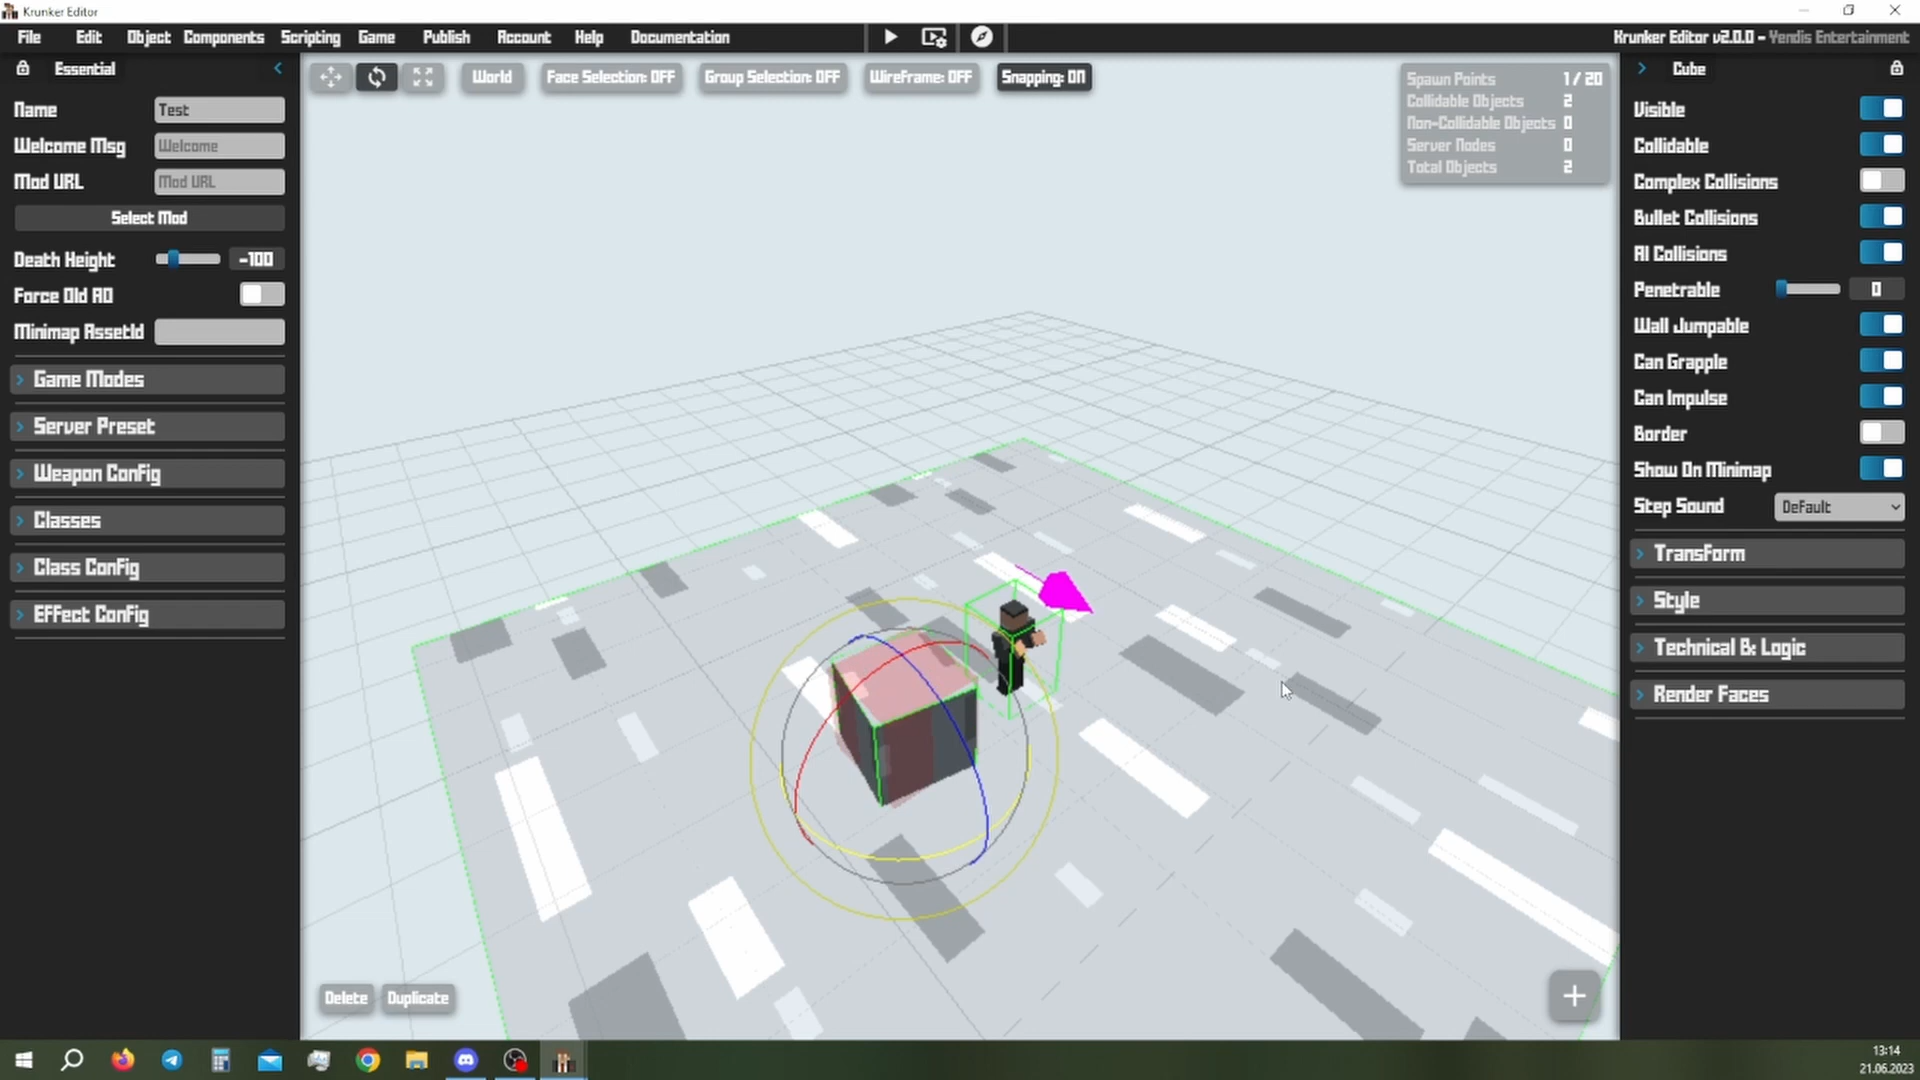 Krunker Editor
File Edit Object Components Scripting Game Publish Account Help Documentation
Krunker Editor v2.0.0 - Yendis Entertainment
Essential
Name Test
Welcome Msg Welcome
Mod URL Mod URL
Select Mod
Death Height -100
Force Old AO
Minimap AssetId
Game Modes
Server Preset
Weapon Config
Classes
Class Config
Effect Config
World Face Selection: OFF Group Selection: OFF WireFrame: OFF Snapping: ON
Spawn Points 1 / 20
Collidable Objects 2
Non-Collidable Objects 0
Server Nodes 0
Total Objects 2
Delete Duplicate
Cube
Visible
Collidable
Complex Collisions
Bullet Collisions
AI Collisions
Penetrable 0
Wall Jumpable
Can Grapple
Can Impulse
Border
Show On Minimap
Step Sound Default
Transform
Style
Technical & Logic
Render Faces
13:14
21.06.2023